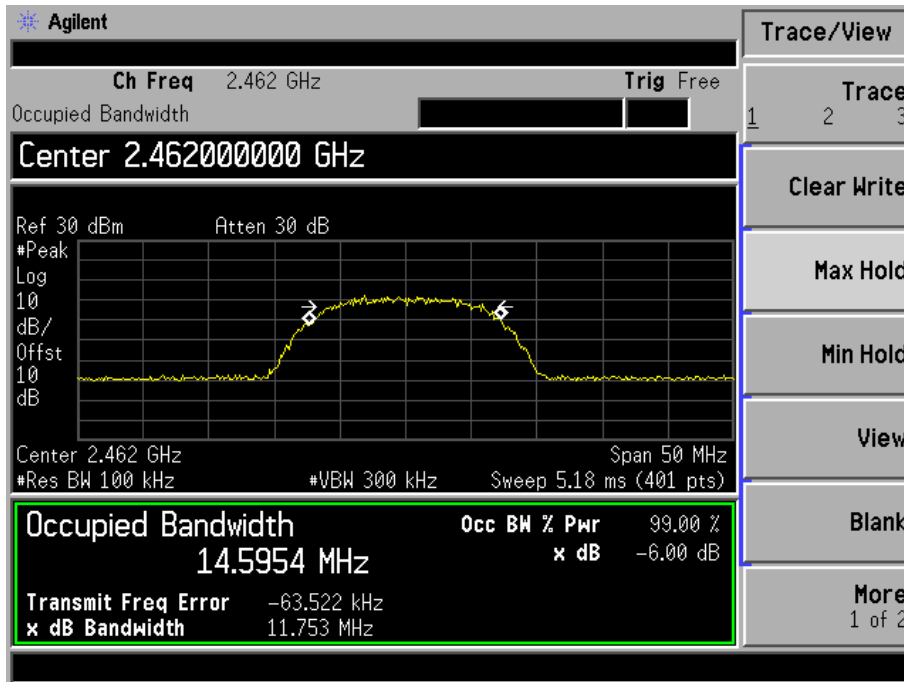 Agilent
Trace/View
Ch Freq 2.462 GHz Trig Free
Occupied Bandwidth
Trace
1 2 3
Center 2.462000000 GHz
Clear Write
Ref 30 dBm Atten 30 dB
#Peak
Log
10
dB/
Offst
10
dB
Max Hold
Min Hold
Center 2.462 GHz Span 50 MHz
#Res BW 100 kHz #VBW 300 kHz Sweep 5.18 ms (401 pts)
View
Occupied Bandwidth
14.5954 MHz
Occ BW % Pwr 99.00 %
x dB -6.00 dB
Transmit Freq Error -63.522 kHz
x dB Bandwidth 11.753 MHz
Blank
More
1 of 2